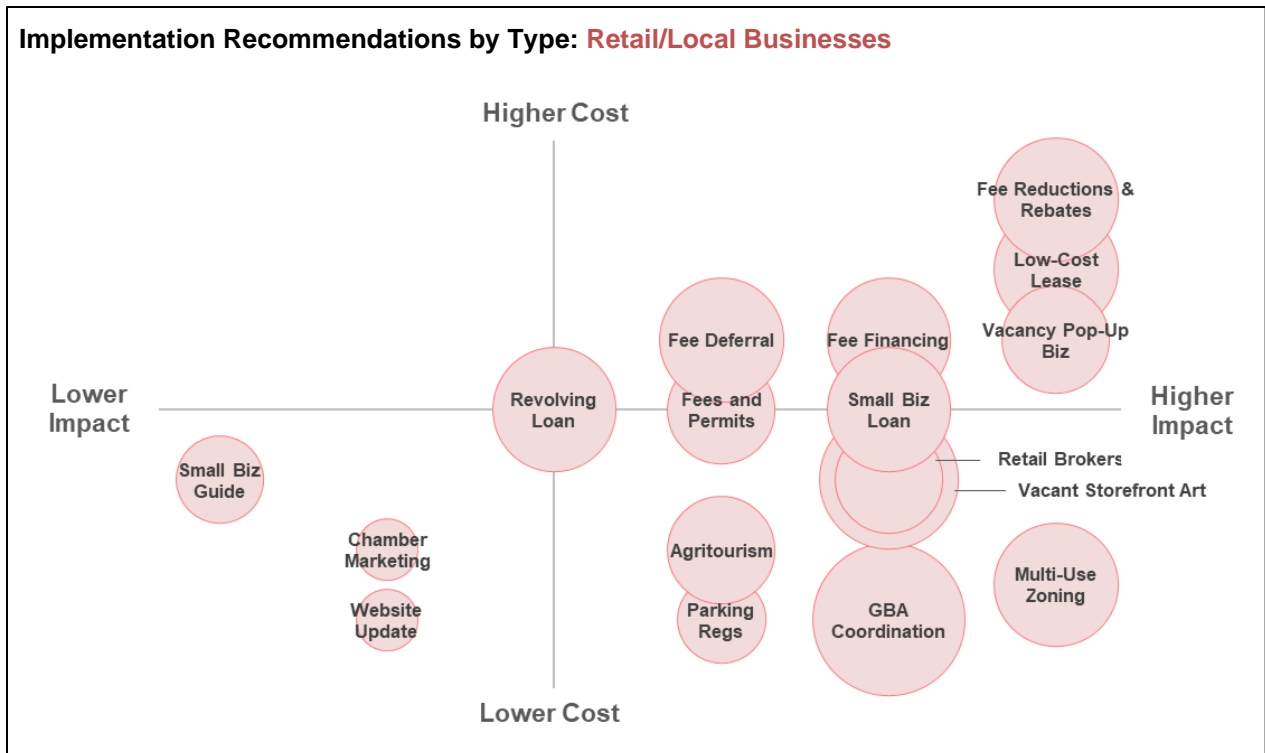 Implementation Recommendations by Type: Retail/Local Businesses
Higher Cost
Fee Reductions &
Rebates
Low-Cost
Lease
Vacancy Pop-Up
Biz
Fee Deferral
Fee Financing
Lower
Impact
Revolving
Loan
Fees and
Permits
Small Biz
Loan
Higher
Impact
Small Biz
Guide
Retail Brokers
Vacant Storefront Art
Chamber
Marketing
Agritourism
Multi-Use
Zoning
Website
Update
Parking
Regs
GBA
Coordination
Lower Cost